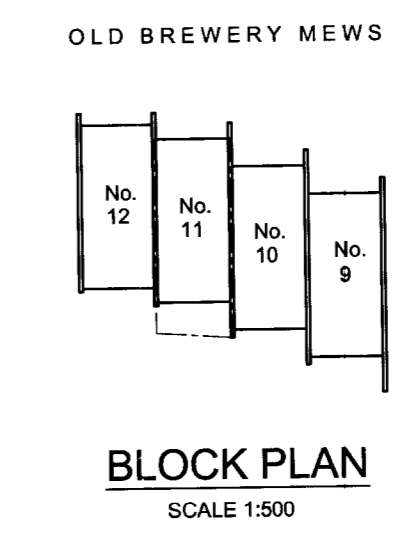 OLD BREWERY MEWS
No.
12
No.
11
No.
10
No.
9
BLOCK PLAN
SCALE 1:500